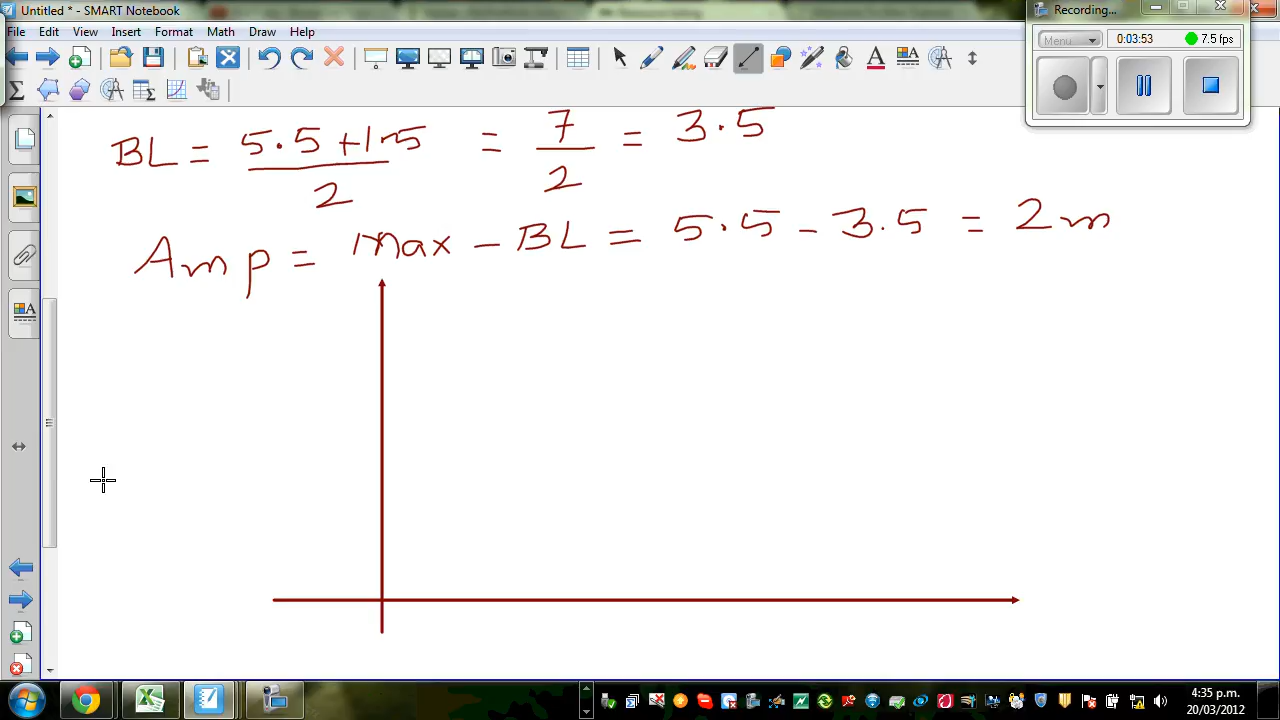 Untitled * - SMART Notebook
Recording...
File Edit View Insert Format Math Draw Help
Menu
0:03:53
7.5 fps
BL = 5.5 + 1.5 / 2 = 7 / 2 = 3.5
Amp = max - BL = 5.5 - 3.5 = 2m
4:35 p.m.
20/03/2012